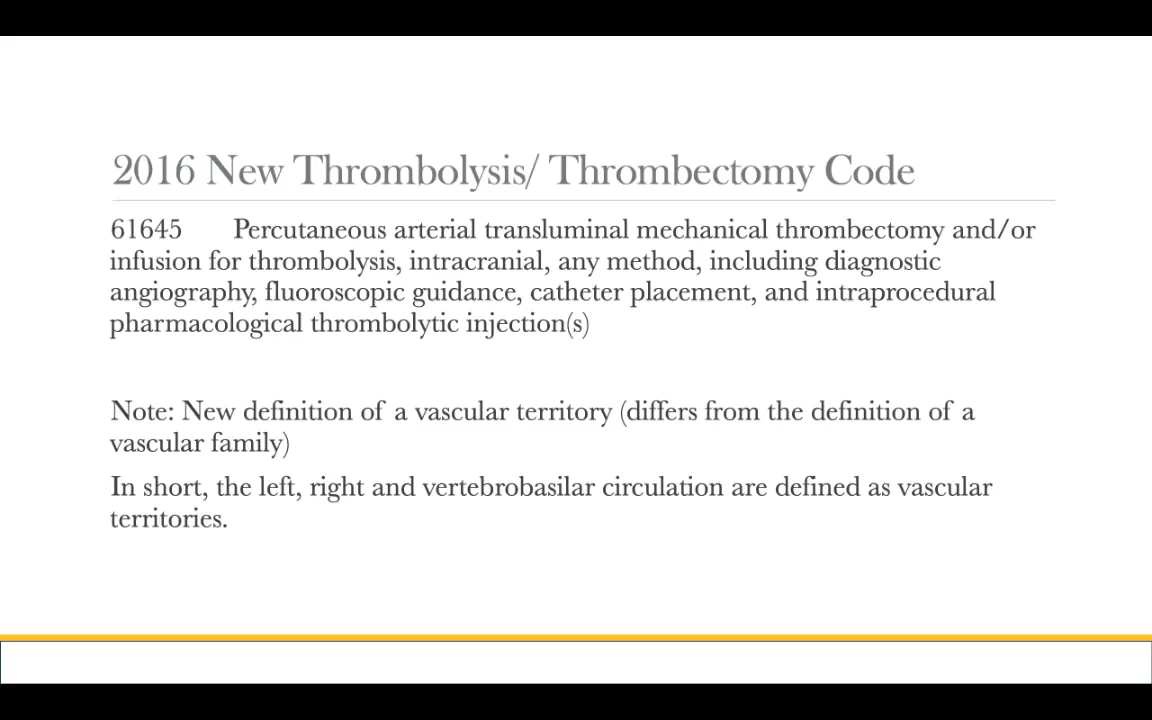 2016 New Thrombolysis/ Thrombectomy Code
61645 Percutaneous arterial transluminal mechanical thrombectomy and/or
infusion for thrombolysis, intracranial, any method, including diagnostic
angiography, fluoroscopic guidance, catheter placement, and intraprocedural
pharmacological thrombolytic injection(s)
Note: New definition of a vascular territory (differs from the definition of a
vascular family)
In short, the left, right and vertebrobasilar circulation are defined as vascular
territories.